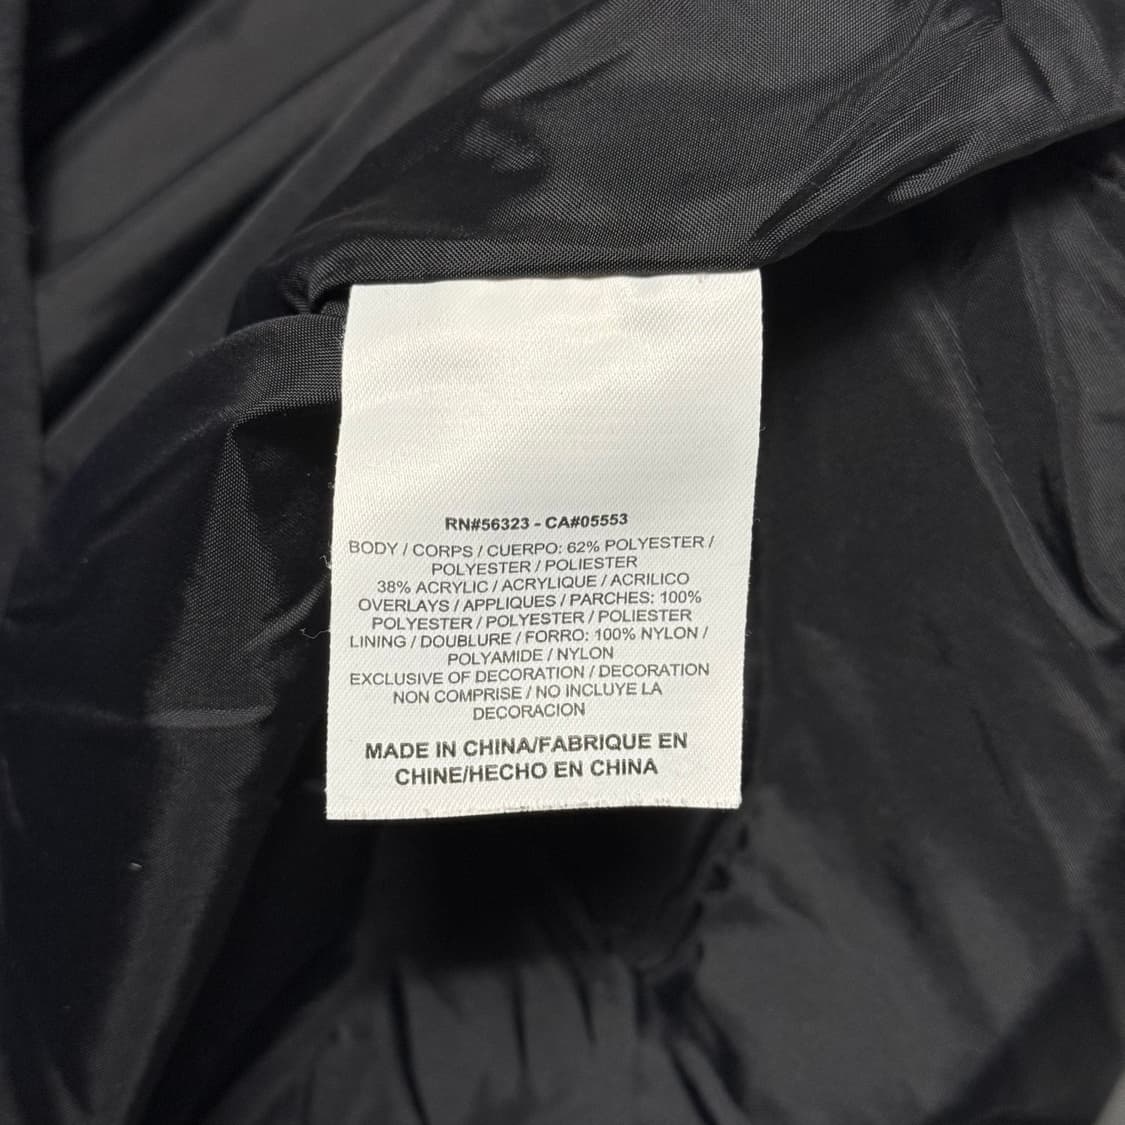 RN#56323 - CA#05553
BODY / CORPS / CUERPO: 62% POLYESTER /
POLYESTER / POLIESTER
38% ACRYLIC / ACRYLIQUE / ACRILICO
OVERLAYS / APPLIQUES / PARCHES: 100%
POLYESTER / POLYESTER / POLIESTER
LINING / DOUBLURE / FORRO: 100% NYLON /
POLYAMIDE / NYLON
EXCLUSIVE OF DECORATION / DECORATION
NON COMPRISE / NO INCLUYE LA
DECORACION
MADE IN CHINA/FABRIQUE EN
CHINE/HECHO EN CHINA